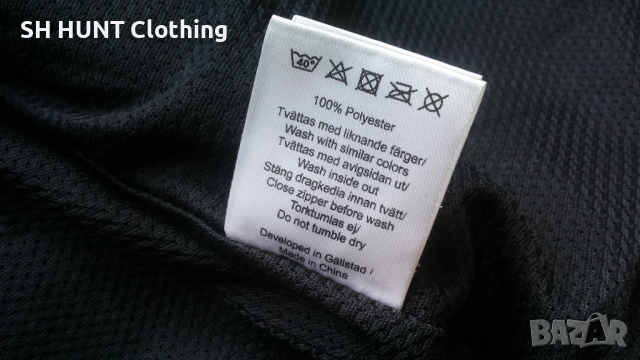 SH HUNT Clothing
40°
100% Polyester
Tvättas med liknande färger/
Wash with similar colors
Tvättas med avigsidan ut/
Wash inside out
Stäng dragkedja innan tvätt/
Close zipper before wash
Torktumlas ej/
Do not tumble dry
Developed in Gällstad /
Made in China
BAZAR